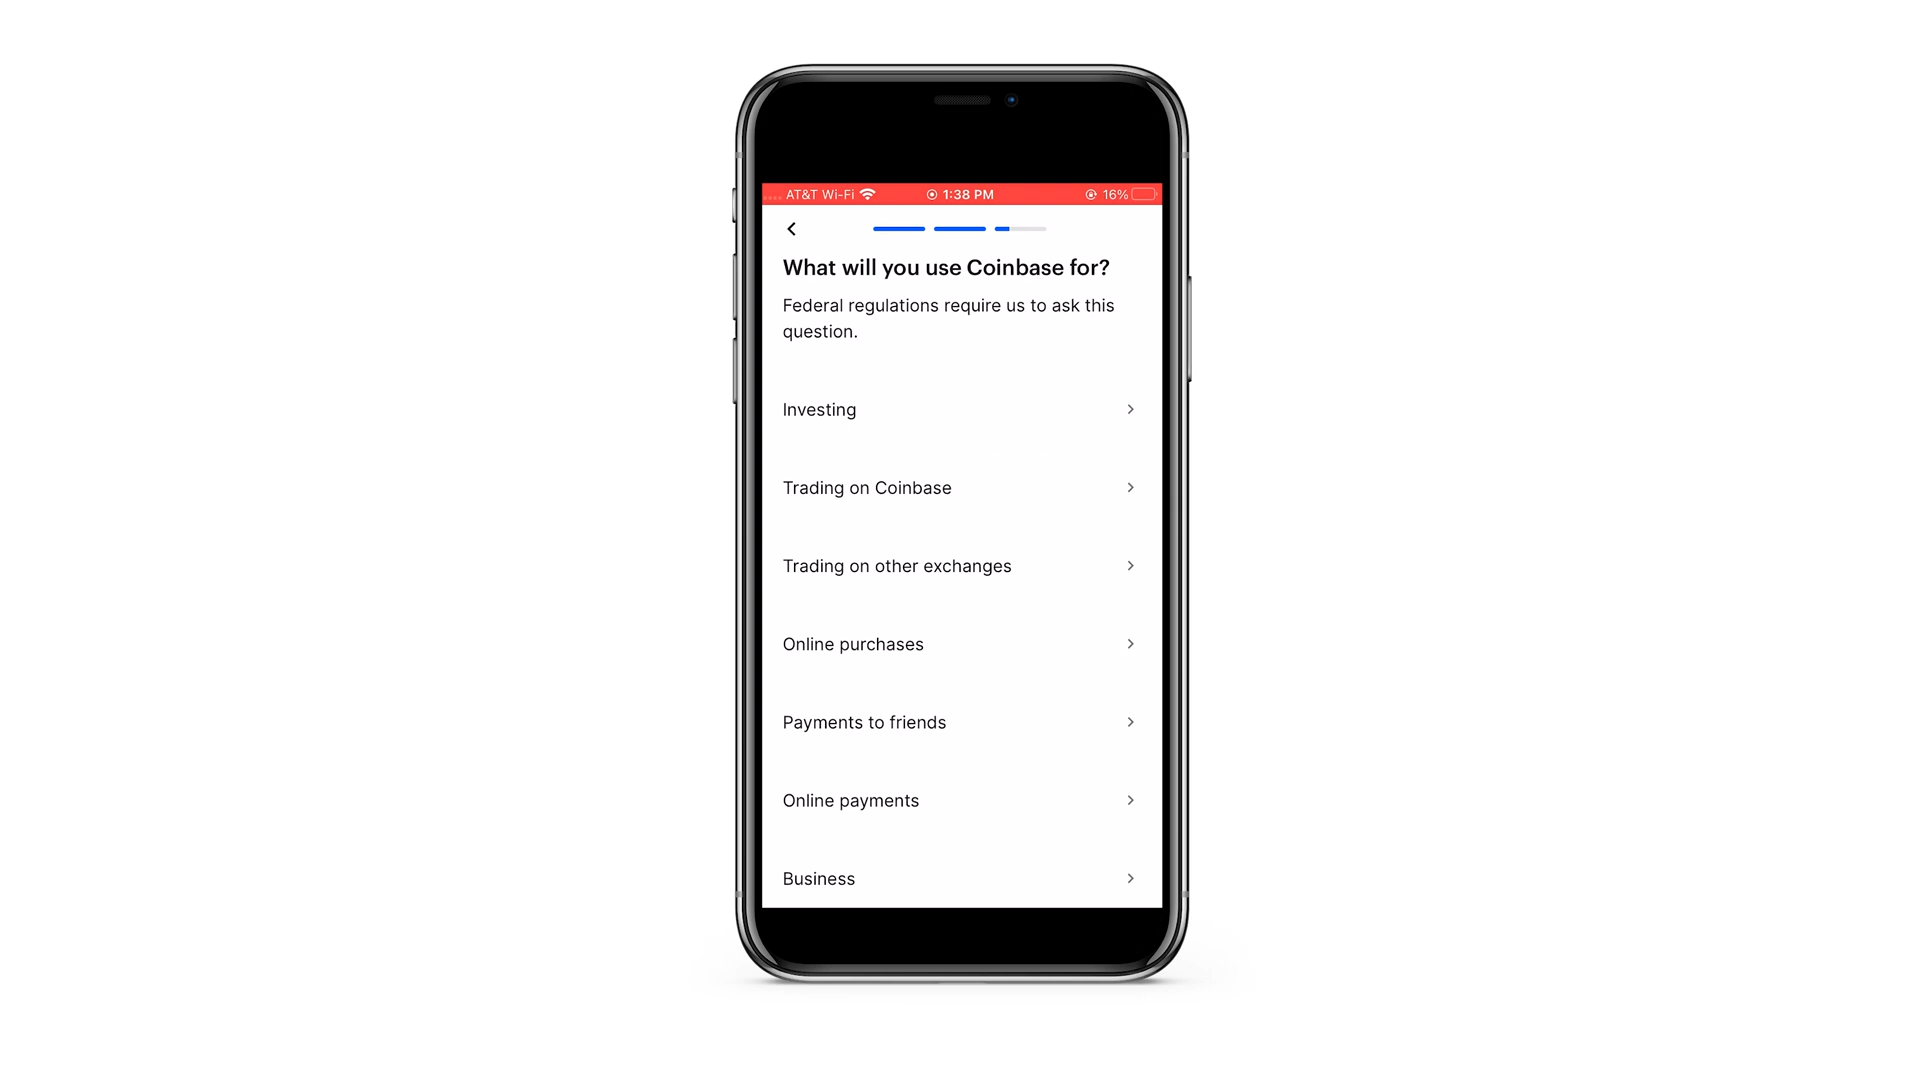 AT&T Wi-Fi 1:38 PM 16%
What will you use Coinbase for?
Federal regulations require us to ask this
question.
Investing
Trading on Coinbase
Trading on other exchanges
Online purchases
Payments to friends
Online payments
Business